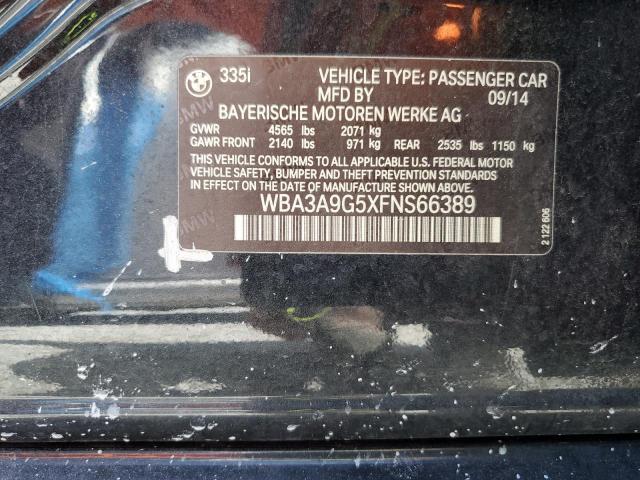 335i VEHICLE TYPE: PASSENGER CAR
MFD BY 09/14
BAYERISCHE MOTOREN WERKE AG
GVWR 4565 lbs 2071 kg
GAWR FRONT 2140 lbs 971 kg REAR 2535 lbs 1150 kg
THIS VEHICLE CONFORMS TO ALL APPLICABLE U.S. FEDERAL MOTOR
VEHICLE SAFETY, BUMPER AND THEFT PREVENTION STANDARDS
IN EFFECT ON THE DATE OF MANUFACTURE SHOWN ABOVE.
WBA3A9G5XFNS66389
2 122 606